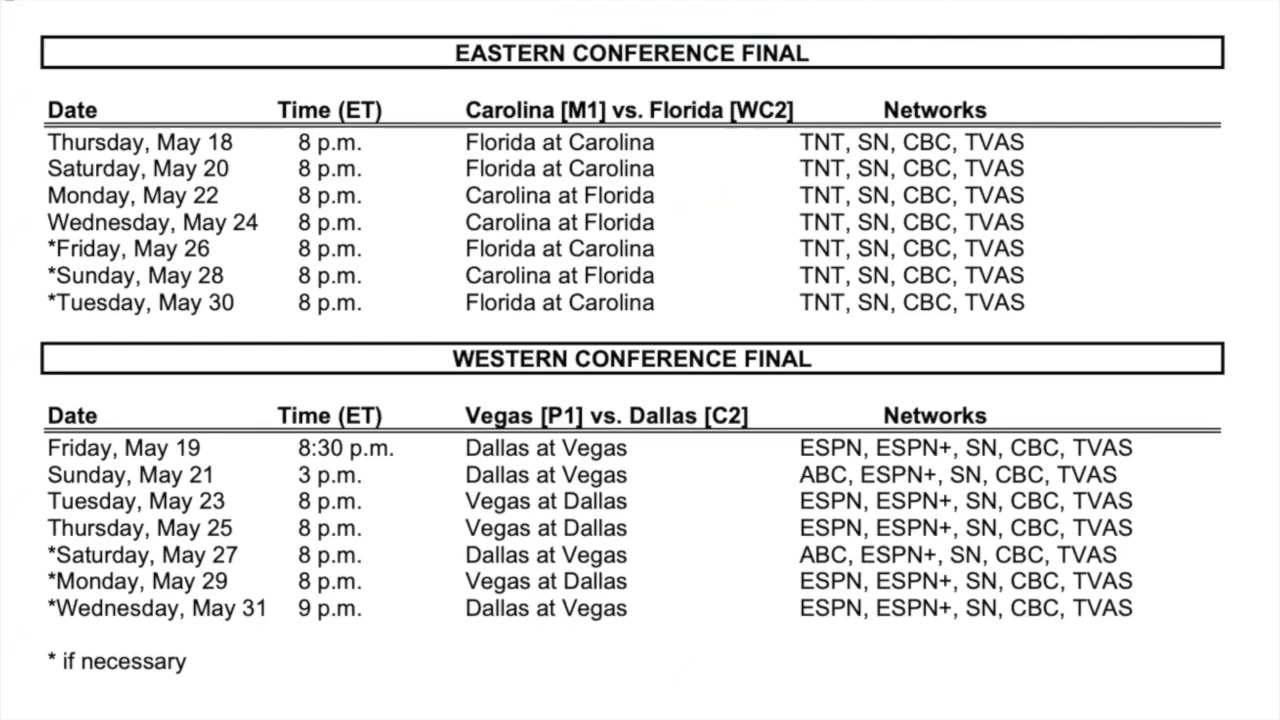 EASTERN CONFERENCE FINAL
Date Time (ET) Carolina [M1] vs. Florida [WC2] Networks
Thursday, May 18 8 p.m. Florida at Carolina TNT, SN, CBC, TVAS
Saturday, May 20 8 p.m. Florida at Carolina TNT, SN, CBC, TVAS
Monday, May 22 8 p.m. Carolina at Florida TNT, SN, CBC, TVAS
Wednesday, May 24 8 p.m. Carolina at Florida TNT, SN, CBC, TVAS
*Friday, May 26 8 p.m. Florida at Carolina TNT, SN, CBC, TVAS
*Sunday, May 28 8 p.m. Carolina at Florida TNT, SN, CBC, TVAS
*Tuesday, May 30 8 p.m. Florida at Carolina TNT, SN, CBC, TVAS
WESTERN CONFERENCE FINAL
Date Time (ET) Vegas [P1] vs. Dallas [C2] Networks
Friday, May 19 8:30 p.m. Dallas at Vegas ESPN, ESPN+, SN, CBC, TVAS
Sunday, May 21 3 p.m. Dallas at Vegas ABC, ESPN+, SN, CBC, TVAS
Tuesday, May 23 8 p.m. Vegas at Dallas ESPN, ESPN+, SN, CBC, TVAS
Thursday, May 25 8 p.m. Vegas at Dallas ESPN, ESPN+, SN, CBC, TVAS
*Saturday, May 27 8 p.m. Dallas at Vegas ABC, ESPN+, SN, CBC, TVAS
*Monday, May 29 8 p.m. Vegas at Dallas ESPN, ESPN+, SN, CBC, TVAS
*Wednesday, May 31 9 p.m. Dallas at Vegas ESPN, ESPN+, SN, CBC, TVAS
* if necessary